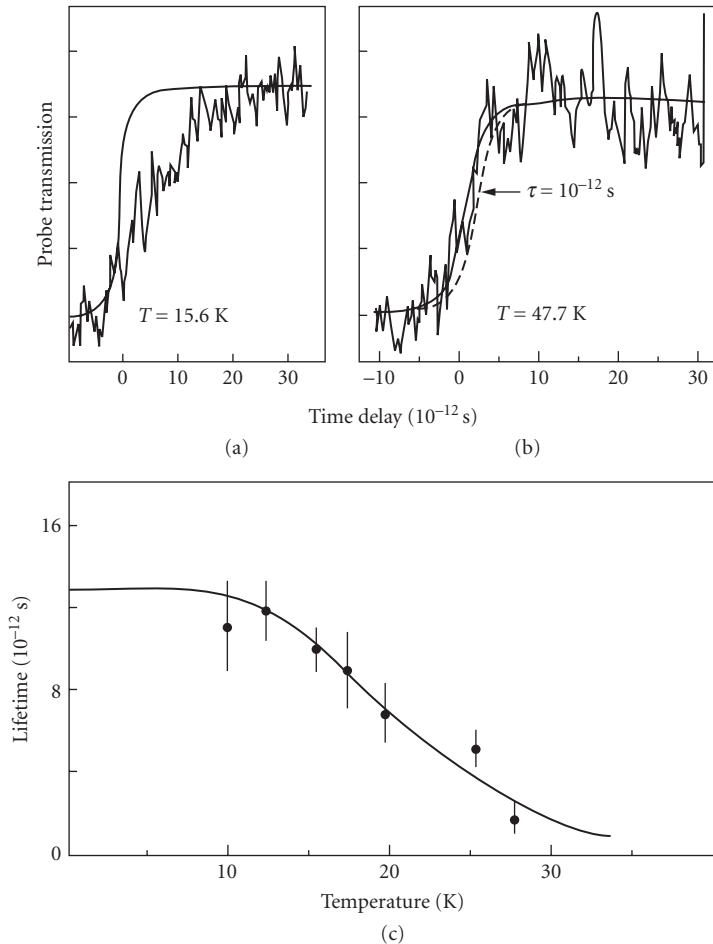 Probe transmission
T = 15.6 K
0 10 20 30
τ = 10⁻¹² s
T = 47.7 K
−10 0 10 20 30
Time delay (10⁻¹² s)
(a) (b)
Lifetime (10⁻¹² s)
16
8
0
10 20 30
Temperature (K)
(c)